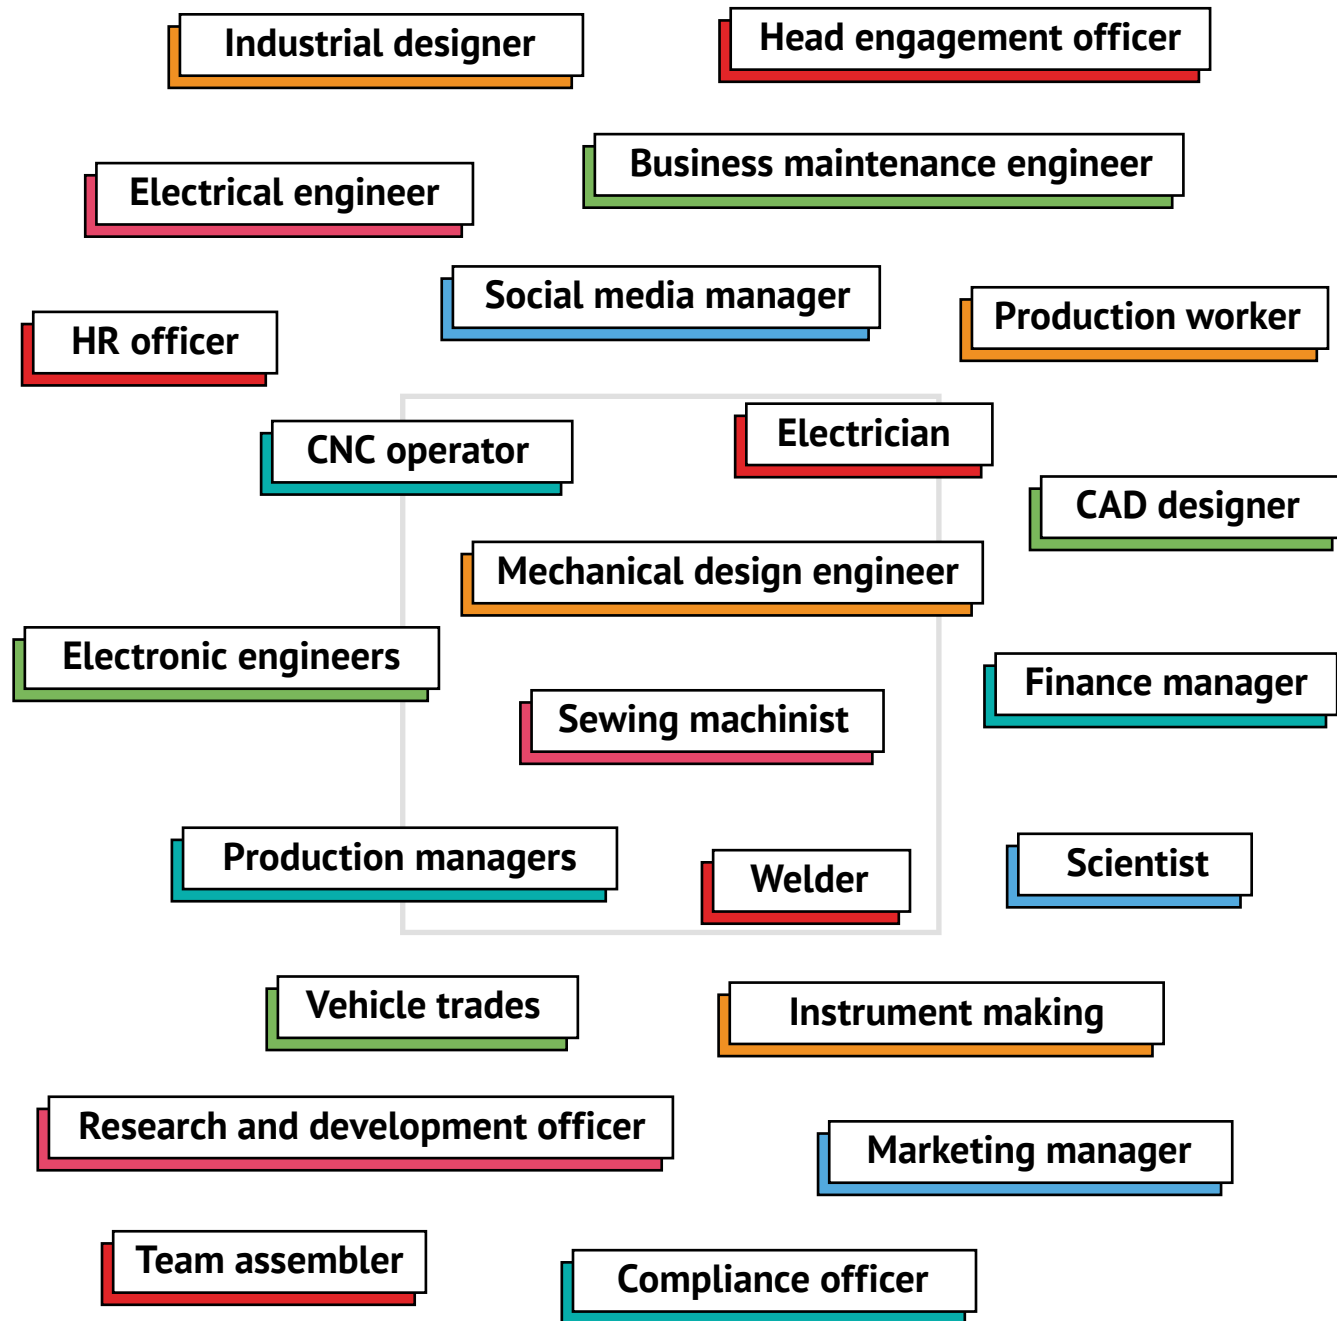 Industrial designer
Head engagement officer
Business maintenance engineer
Electrical engineer
Social media manager
Production worker
HR officer
Electrician
CNC operator
CAD designer
Mechanical design engineer
Electronic engineers
Finance manager
Sewing machinist
Production managers
Welder
Scientist
Vehicle trades
Instrument making
Research and development officer
Marketing manager
Team assembler
Compliance officer